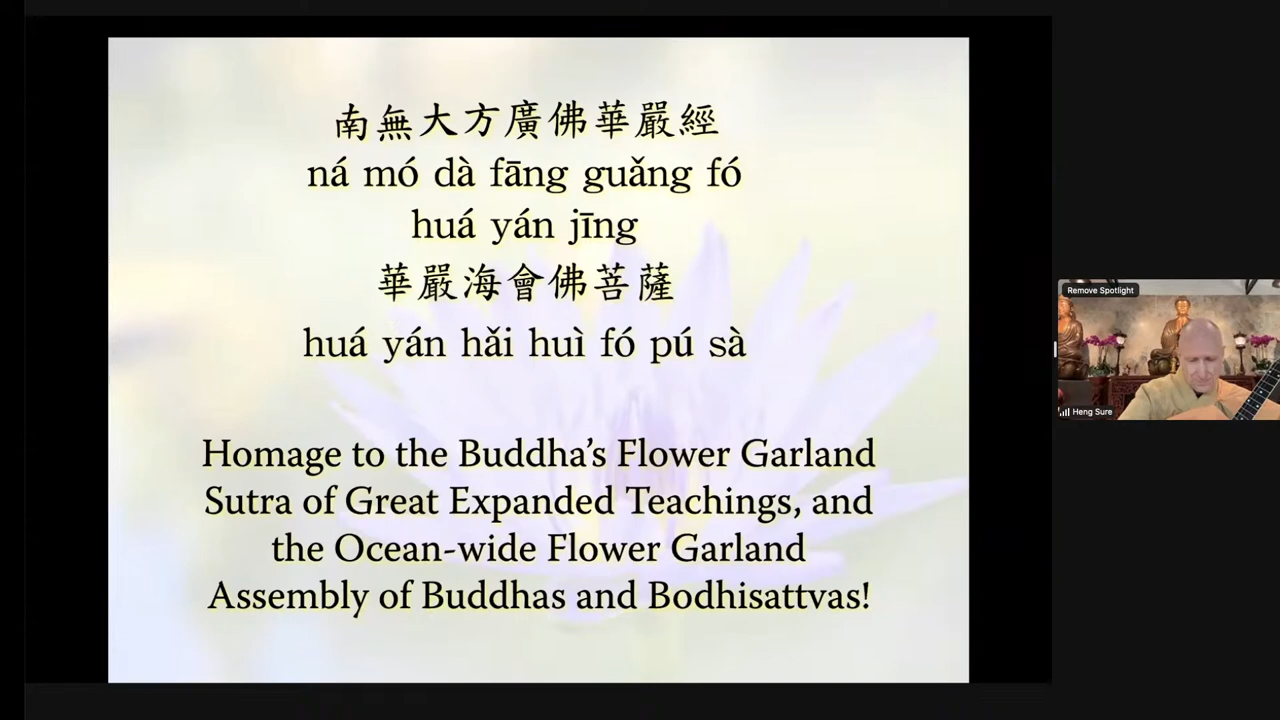 南無大方廣佛華嚴經
ná mó dà fāng guǎng fó
huá yán jīng
華嚴海會佛菩薩
huá yán hǎi huì fó pú sà
Homage to the Buddha’s Flower Garland
Sutra of Great Expanded Teachings, and
the Ocean-wide Flower Garland
Assembly of Buddhas and Bodhisattvas!
Remove Spotlight
Heng Sure